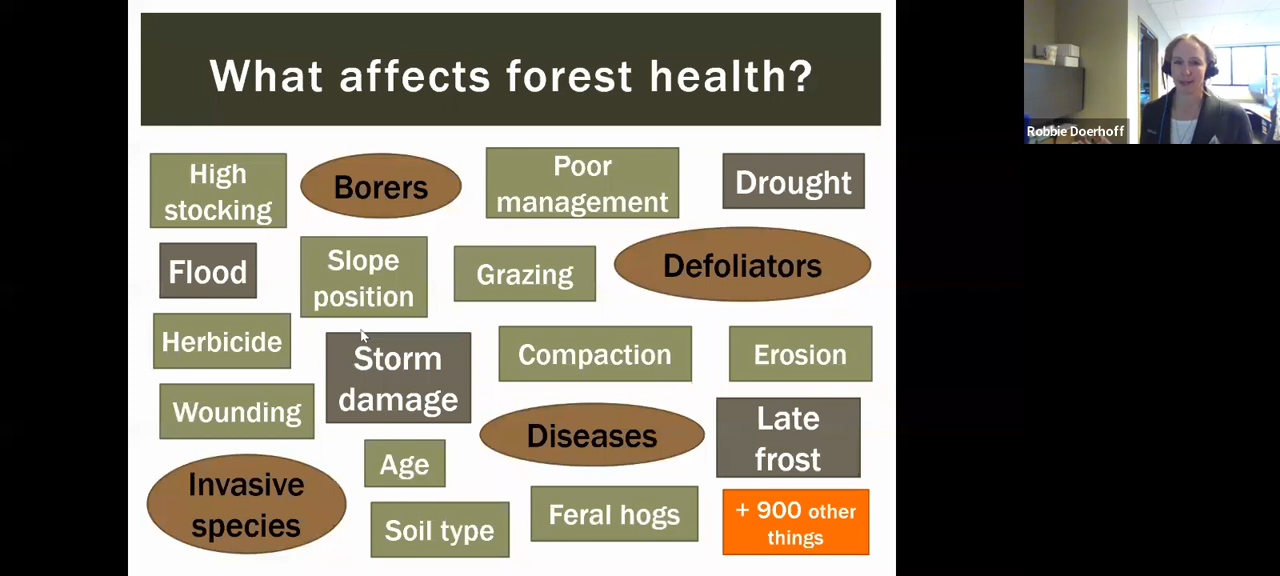 What affects forest health?
Robbie Doerhoff
High
stocking
Borers
Poor
management
Drought
Flood
Slope
position
Grazing
Defoliators
Herbicide
Storm
damage
Compaction
Erosion
Wounding
Diseases
Late
frost
Age
Invasive
species
Soil type
Feral hogs
+ 900 other
things